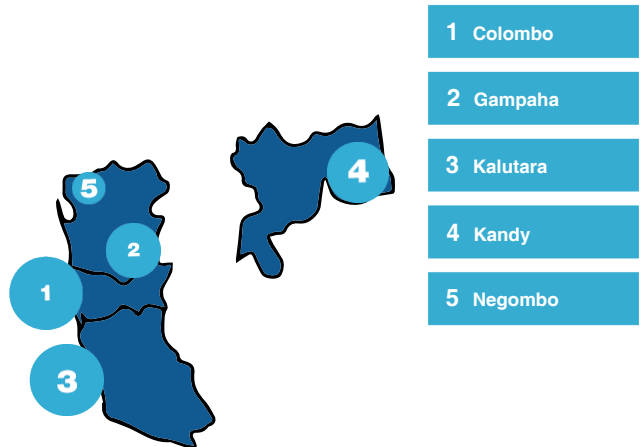 1 Colombo
2 Gampaha
3 Kalutara
4 Kandy
5 Negombo
4
5
2
1
3